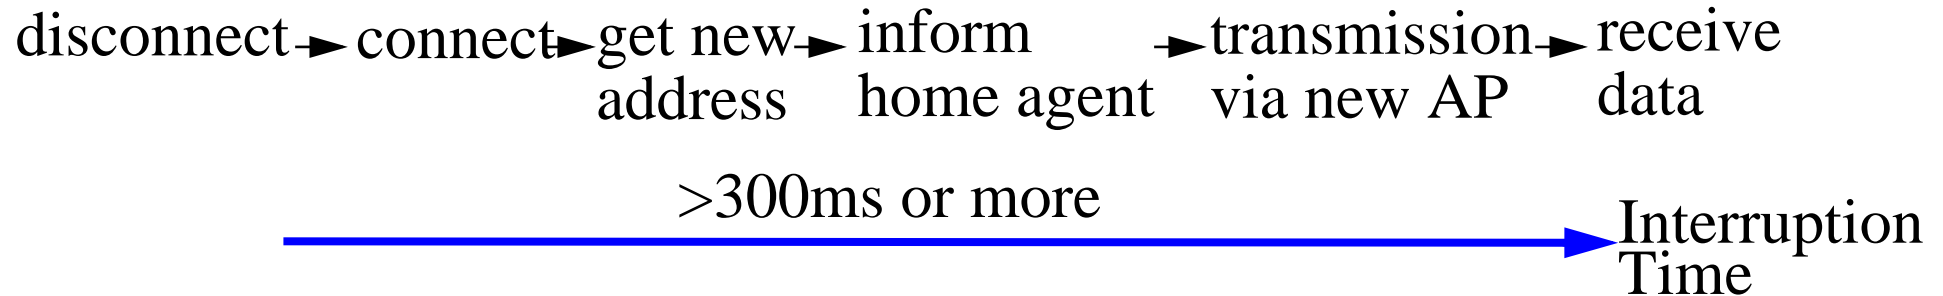 disconnect
connect
get new
address
inform
home agent
transmission
via new AP
receive
data
>300ms or more
Interruption
Time